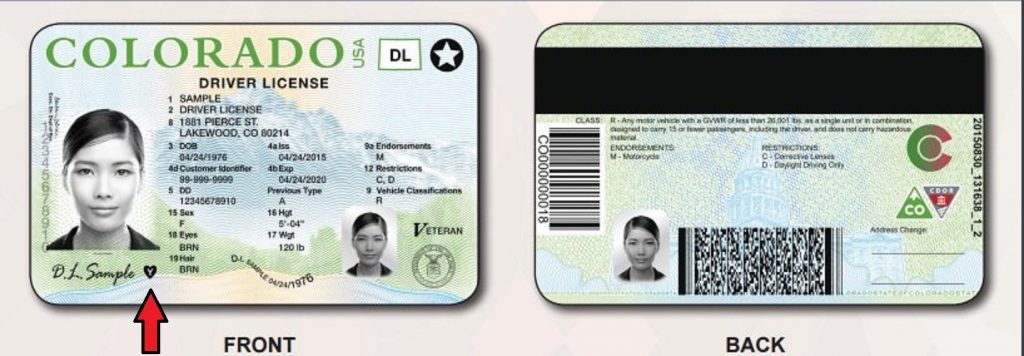 COLORADO USA DL
DRIVER LICENSE
1 SAMPLE
2 DRIVER LICENSE
8 1881 PIERCE ST.
LAKEWOOD, CO 80214
3 DOB 4a Iss 9a Endorsements
04/24/1976 04/24/2015 M
4d Customer Identifier 4b Exp 12 Restrictions
99-999-9999 04/24/2020 C, D
5 DD Previous Type 9 Vehicle Classifications
12345678910 A R
15 Sex 16 Hgt
F 5'-04"
18 Eyes 17 Wgt
BRN 120 lb
19 Hair
BRN
VETERAN
D.L. Sample
D.L. SAMPLE 04/24/1976
FRONT
CLASS: R - Any motor vehicle with a GVWR of less than 26,001 lbs. as a single unit or in combination,
designed to carry 15 or fewer passengers, including the driver, and does not carry hazardous
material.
ENDORSEMENTS: RESTRICTIONS:
M - Motorcycle C - Corrective Lenses
D - Daylight Driving Only
CO000000000018
20150830_131638_1_2
CO
CDOR
Address Change:
BACK